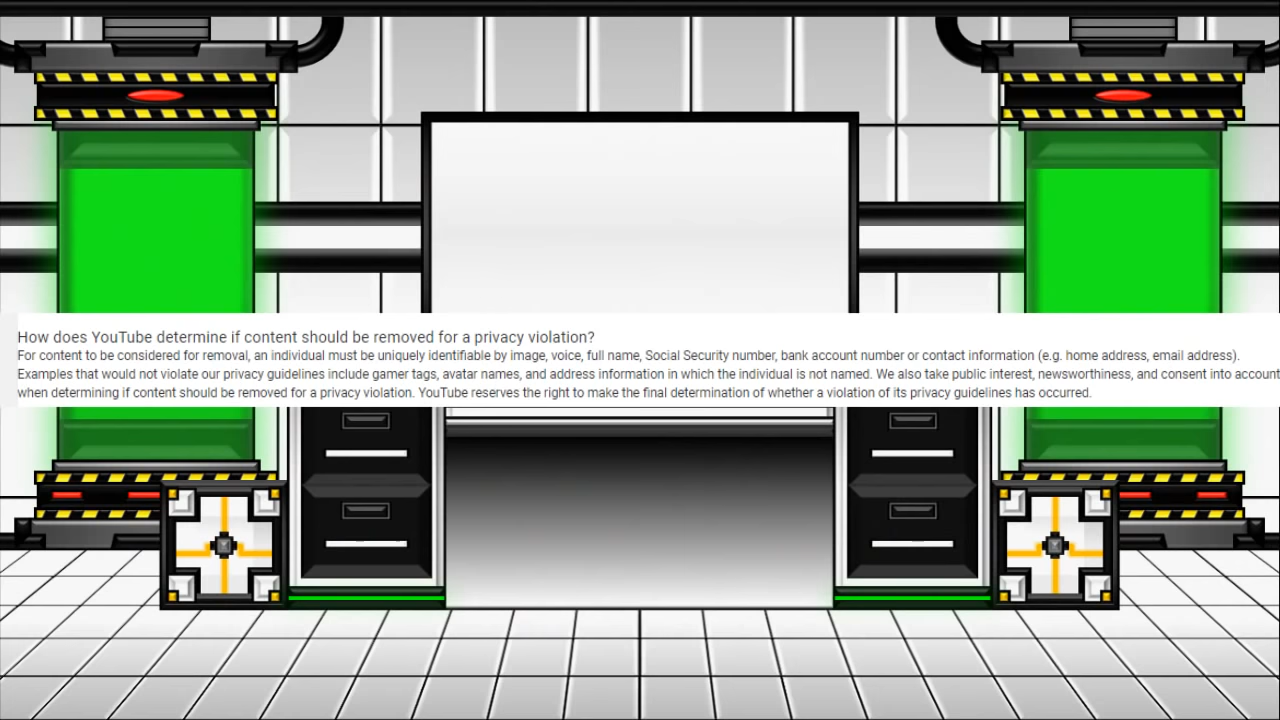 How does YouTube determine if content should be removed for a privacy violation?
For content to be considered for removal, an individual must be uniquely identifiable by image, voice, full name, Social Security number, bank account number or contact information (e.g. home address, email address).
Examples that would not violate our privacy guidelines include gamer tags, avatar names, and address information in which the individual is not named. We also take public interest, newsworthiness, and consent into account
when determining if content should be removed for a privacy violation. YouTube reserves the right to make the final determination of whether a violation of its privacy guidelines has occurred.